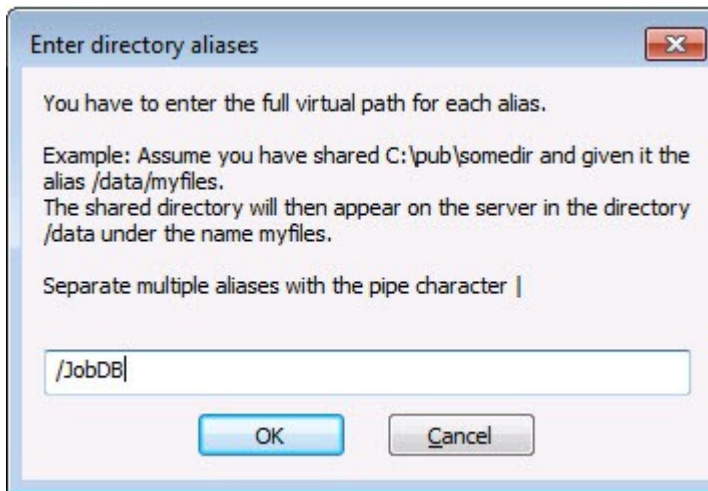 Enter directory aliases
You have to enter the full virtual path for each alias.
Example: Assume you have shared C:\pub\somedir and given it the
alias /data/myfiles.
The shared directory will then appear on the server in the directory
/data under the name myfiles.
Separate multiple aliases with the pipe character |
/JobDB
OK
Cancel